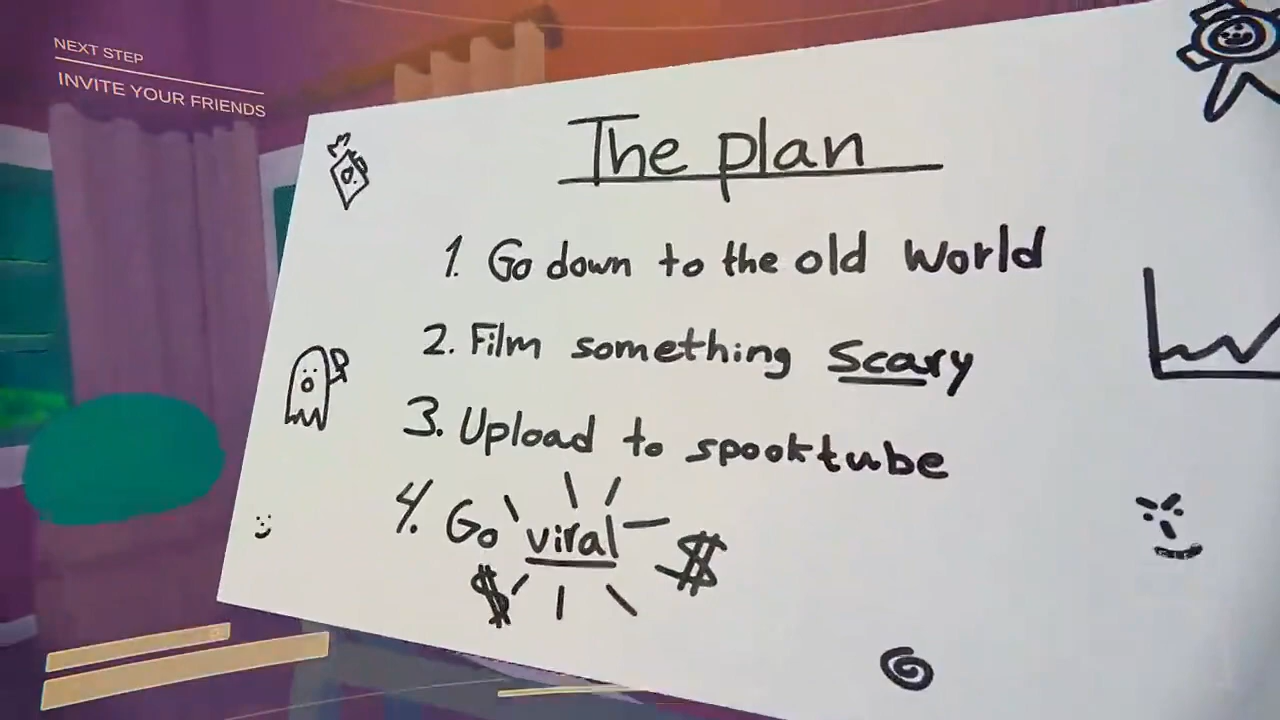 NEXT STEP
INVITE YOUR FRIENDS
The plan
1. Go down to the old world
2. Film something scary
3. Upload to spooktube
4. Go viral
$ $